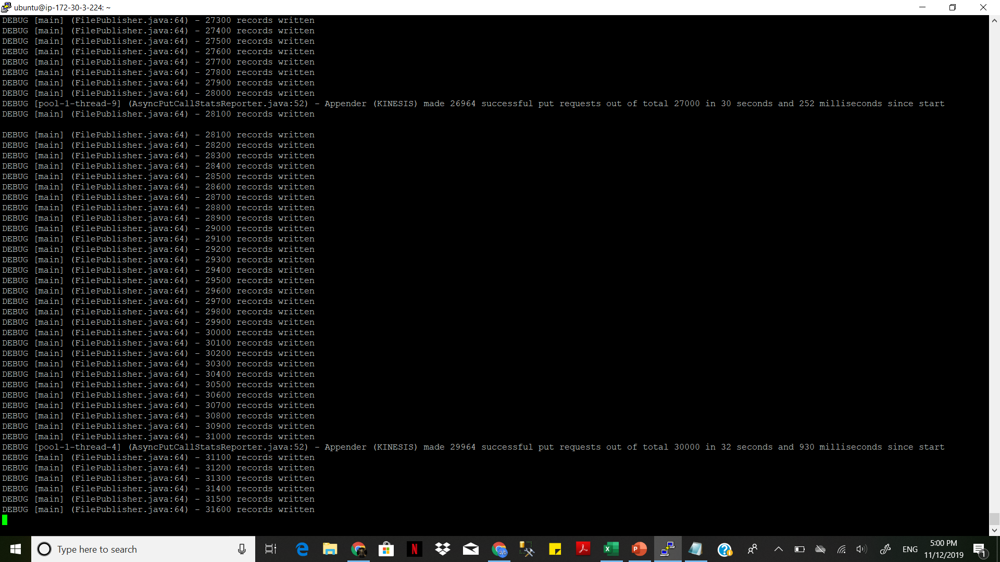 ubuntu@ip-172-30-3-224: ~
DEBUG [main] (FilePublisher.java:64) - 27300 records written
DEBUG [main] (FilePublisher.java:64) - 27400 records written
DEBUG [main] (FilePublisher.java:64) - 27500 records written
DEBUG [main] (FilePublisher.java:64) - 27600 records written
DEBUG [main] (FilePublisher.java:64) - 27700 records written
DEBUG [main] (FilePublisher.java:64) - 27800 records written
DEBUG [main] (FilePublisher.java:64) - 27900 records written
DEBUG [main] (FilePublisher.java:64) - 28000 records written
DEBUG [pool-1-thread-9] (AsyncPutCallStatsReporter.java:52) - Appender (KINESIS) made 26964 successful put requests out of total 27000 in 30 seconds and 252 milliseconds since start
DEBUG [main] (FilePublisher.java:64) - 28100 records written
DEBUG [main] (FilePublisher.java:64) - 28100 records written
DEBUG [main] (FilePublisher.java:64) - 28200 records written
DEBUG [main] (FilePublisher.java:64) - 28300 records written
DEBUG [main] (FilePublisher.java:64) - 28400 records written
DEBUG [main] (FilePublisher.java:64) - 28500 records written
DEBUG [main] (FilePublisher.java:64) - 28600 records written
DEBUG [main] (FilePublisher.java:64) - 28700 records written
DEBUG [main] (FilePublisher.java:64) - 28800 records written
DEBUG [main] (FilePublisher.java:64) - 28900 records written
DEBUG [main] (FilePublisher.java:64) - 29000 records written
DEBUG [main] (FilePublisher.java:64) - 29100 records written
DEBUG [main] (FilePublisher.java:64) - 29200 records written
DEBUG [main] (FilePublisher.java:64) - 29300 records written
DEBUG [main] (FilePublisher.java:64) - 29400 records written
DEBUG [main] (FilePublisher.java:64) - 29500 records written
DEBUG [main] (FilePublisher.java:64) - 29600 records written
DEBUG [main] (FilePublisher.java:64) - 29700 records written
DEBUG [main] (FilePublisher.java:64) - 29800 records written
DEBUG [main] (FilePublisher.java:64) - 29900 records written
DEBUG [main] (FilePublisher.java:64) - 30000 records written
DEBUG [main] (FilePublisher.java:64) - 30100 records written
DEBUG [main] (FilePublisher.java:64) - 30200 records written
DEBUG [main] (FilePublisher.java:64) - 30300 records written
DEBUG [main] (FilePublisher.java:64) - 30400 records written
DEBUG [main] (FilePublisher.java:64) - 30500 records written
DEBUG [main] (FilePublisher.java:64) - 30600 records written
DEBUG [main] (FilePublisher.java:64) - 30700 records written
DEBUG [main] (FilePublisher.java:64) - 30800 records written
DEBUG [main] (FilePublisher.java:64) - 30900 records written
DEBUG [main] (FilePublisher.java:64) - 31000 records written
DEBUG [pool-1-thread-4] (AsyncPutCallStatsReporter.java:52) - Appender (KINESIS) made 29964 successful put requests out of total 30000 in 32 seconds and 930 milliseconds since start
DEBUG [main] (FilePublisher.java:64) - 31100 records written
DEBUG [main] (FilePublisher.java:64) - 31200 records written
DEBUG [main] (FilePublisher.java:64) - 31300 records written
DEBUG [main] (FilePublisher.java:64) - 31400 records written
DEBUG [main] (FilePublisher.java:64) - 31500 records written
DEBUG [main] (FilePublisher.java:64) - 31600 records written
Type here to search
ENG
5:00 PM
11/12/2019
1